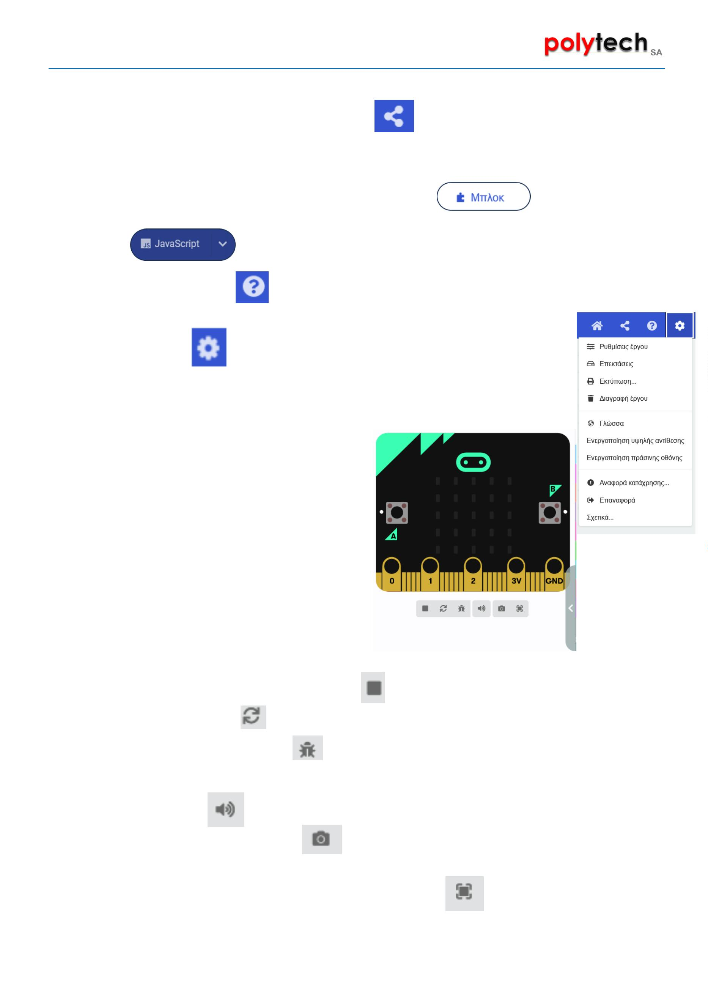 polytech SA
Μπλοκ
JS JavaScript
Ρυθμίσεις έργου
Επεκτάσεις
Εκτύπωση...
Διαγραφή έργου
Γλώσσα
Ενεργοποίηση υψηλής αντίθεσης
Ενεργοποίηση πράσινης οθόνης
Αναφορά κατάχρησης...
Επαναφορά
Σχετικά...
B
A
0 1 2 3V GND